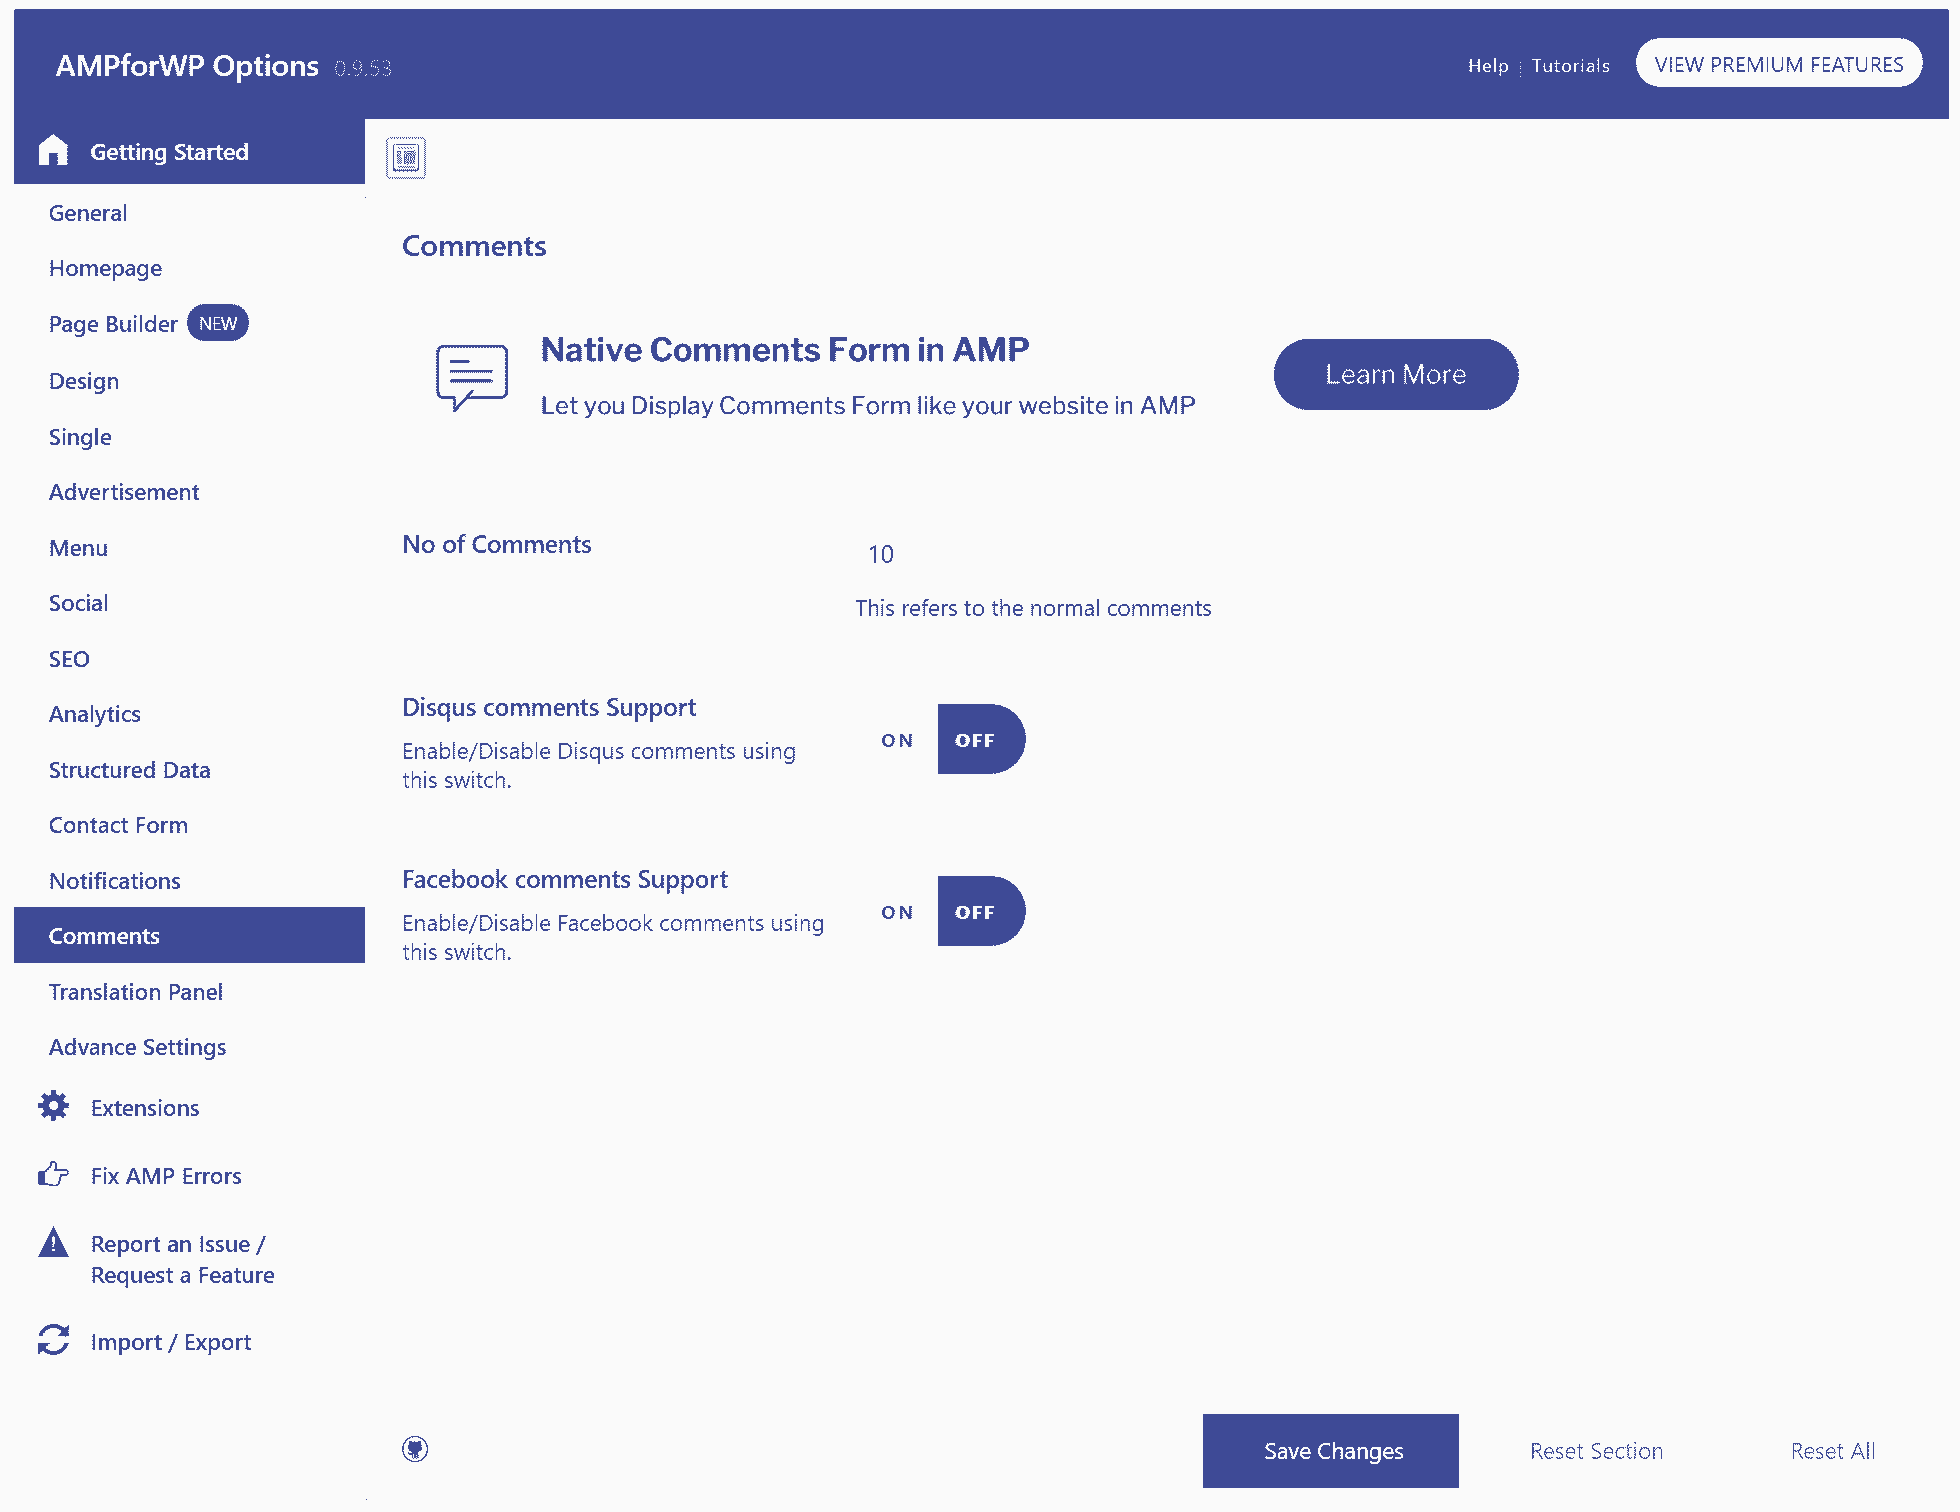 AMPforWP Options 0.9.53
Help Tutorials VIEW PREMIUM FEATURES
Getting Started
General
Homepage
Page Builder NEW
Design
Single
Advertisement
Menu
Social
SEO
Analytics
Structured Data
Contact Form
Notifications
Comments
Translation Panel
Advance Settings
Extensions
Fix AMP Errors
Report an Issue /
Request a Feature
Import / Export
Comments
Native Comments Form in AMP
Let you Display Comments Form like your website in AMP
Learn More
No of Comments
10
This refers to the normal comments
Disqus comments Support
Enable/Disable Disqus comments using
this switch.
ON OFF
Facebook comments Support
Enable/Disable Facebook comments using
this switch.
ON OFF
Save Changes Reset Section Reset All